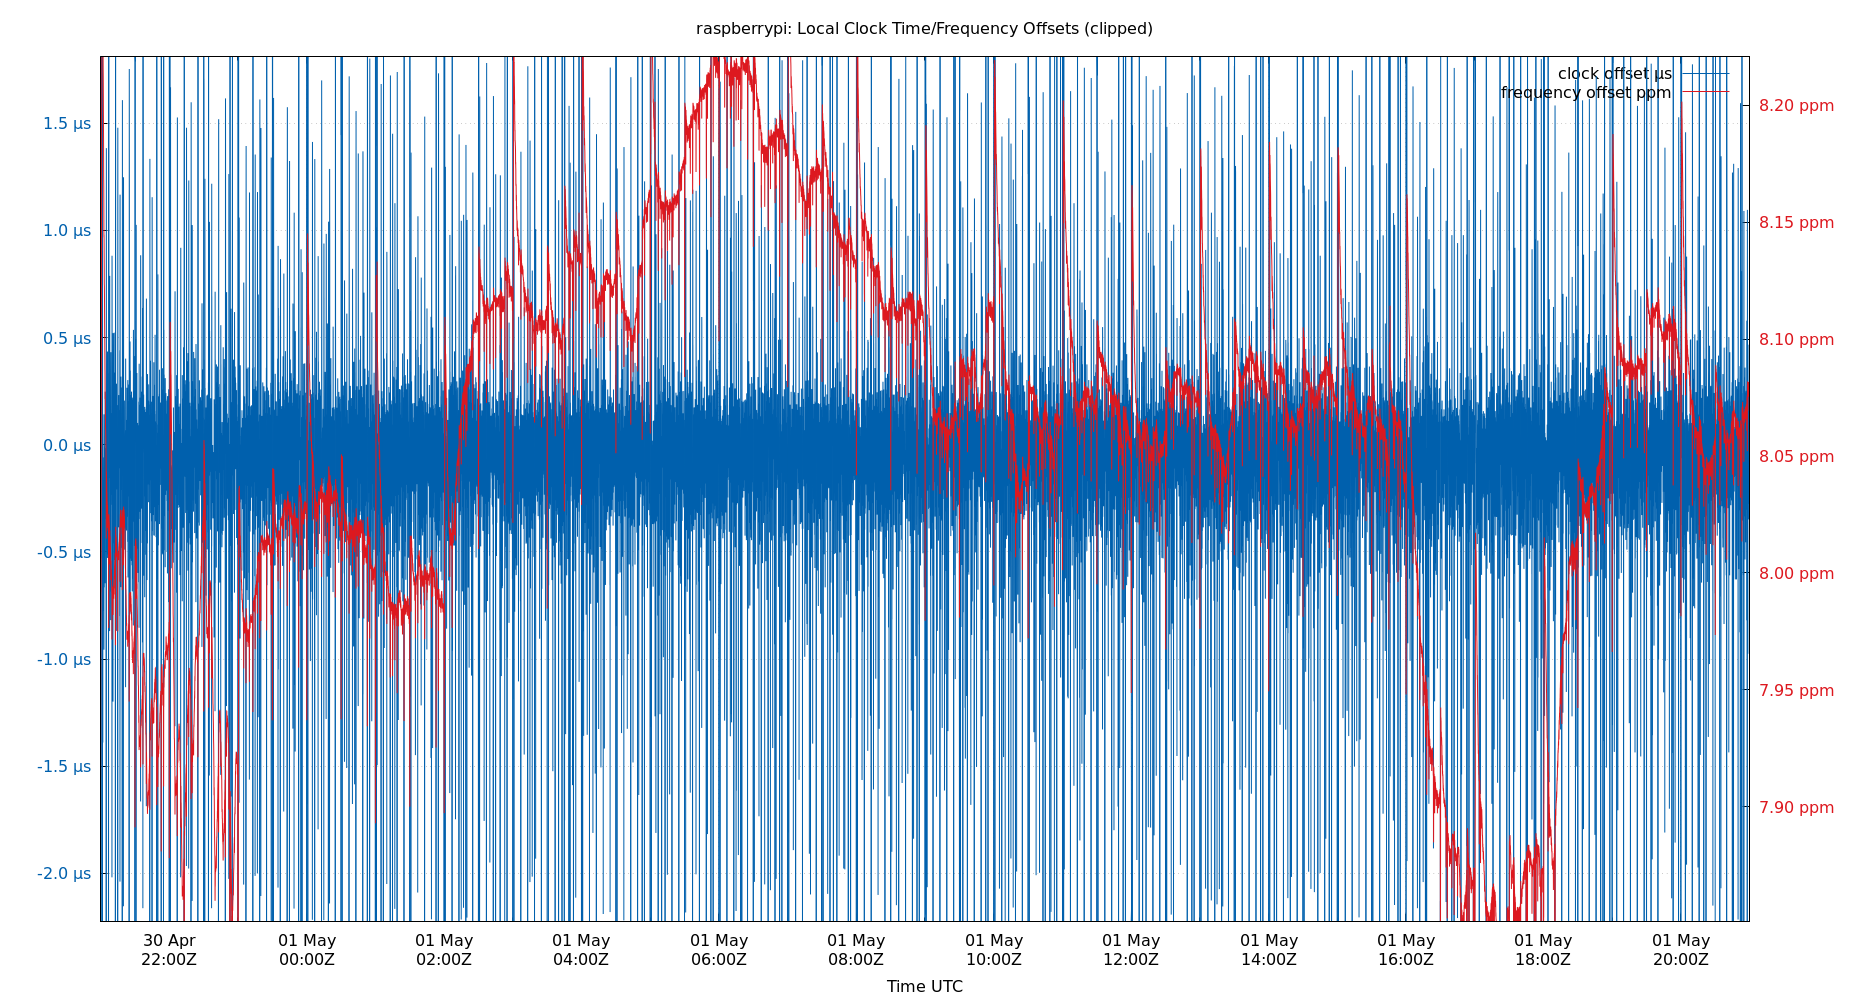 raspberrypi: Local Clock Time/Frequency Offsets (clipped)
clock offset µs
frequency offset ppm
1.5 µs
1.0 µs
0.5 µs
0.0 µs
-0.5 µs
-1.0 µs
-1.5 µs
-2.0 µs
8.20 ppm
8.15 ppm
8.10 ppm
8.05 ppm
8.00 ppm
7.95 ppm
7.90 ppm
30 Apr
22:00Z
01 May
00:00Z
01 May
02:00Z
01 May
04:00Z
01 May
06:00Z
01 May
08:00Z
01 May
10:00Z
01 May
12:00Z
01 May
14:00Z
01 May
16:00Z
01 May
18:00Z
01 May
20:00Z
Time UTC